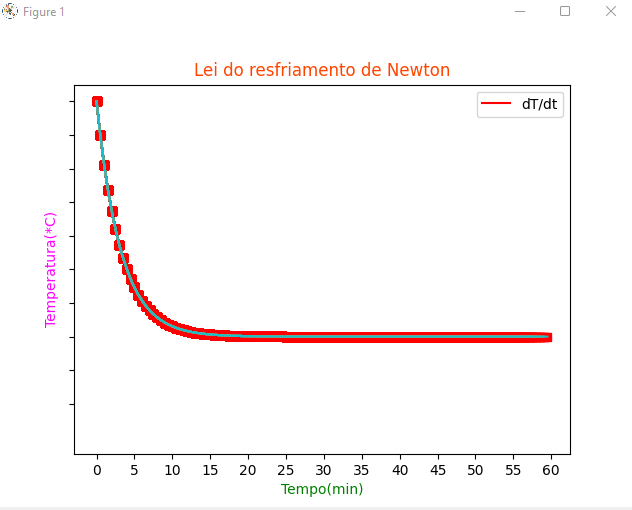 Figure 1
Lei do resfriamento de Newton
dT/dt
Temperatura(*C)
0 5 10 15 20 25 30 35 40 45 50 55 60
Tempo(min)